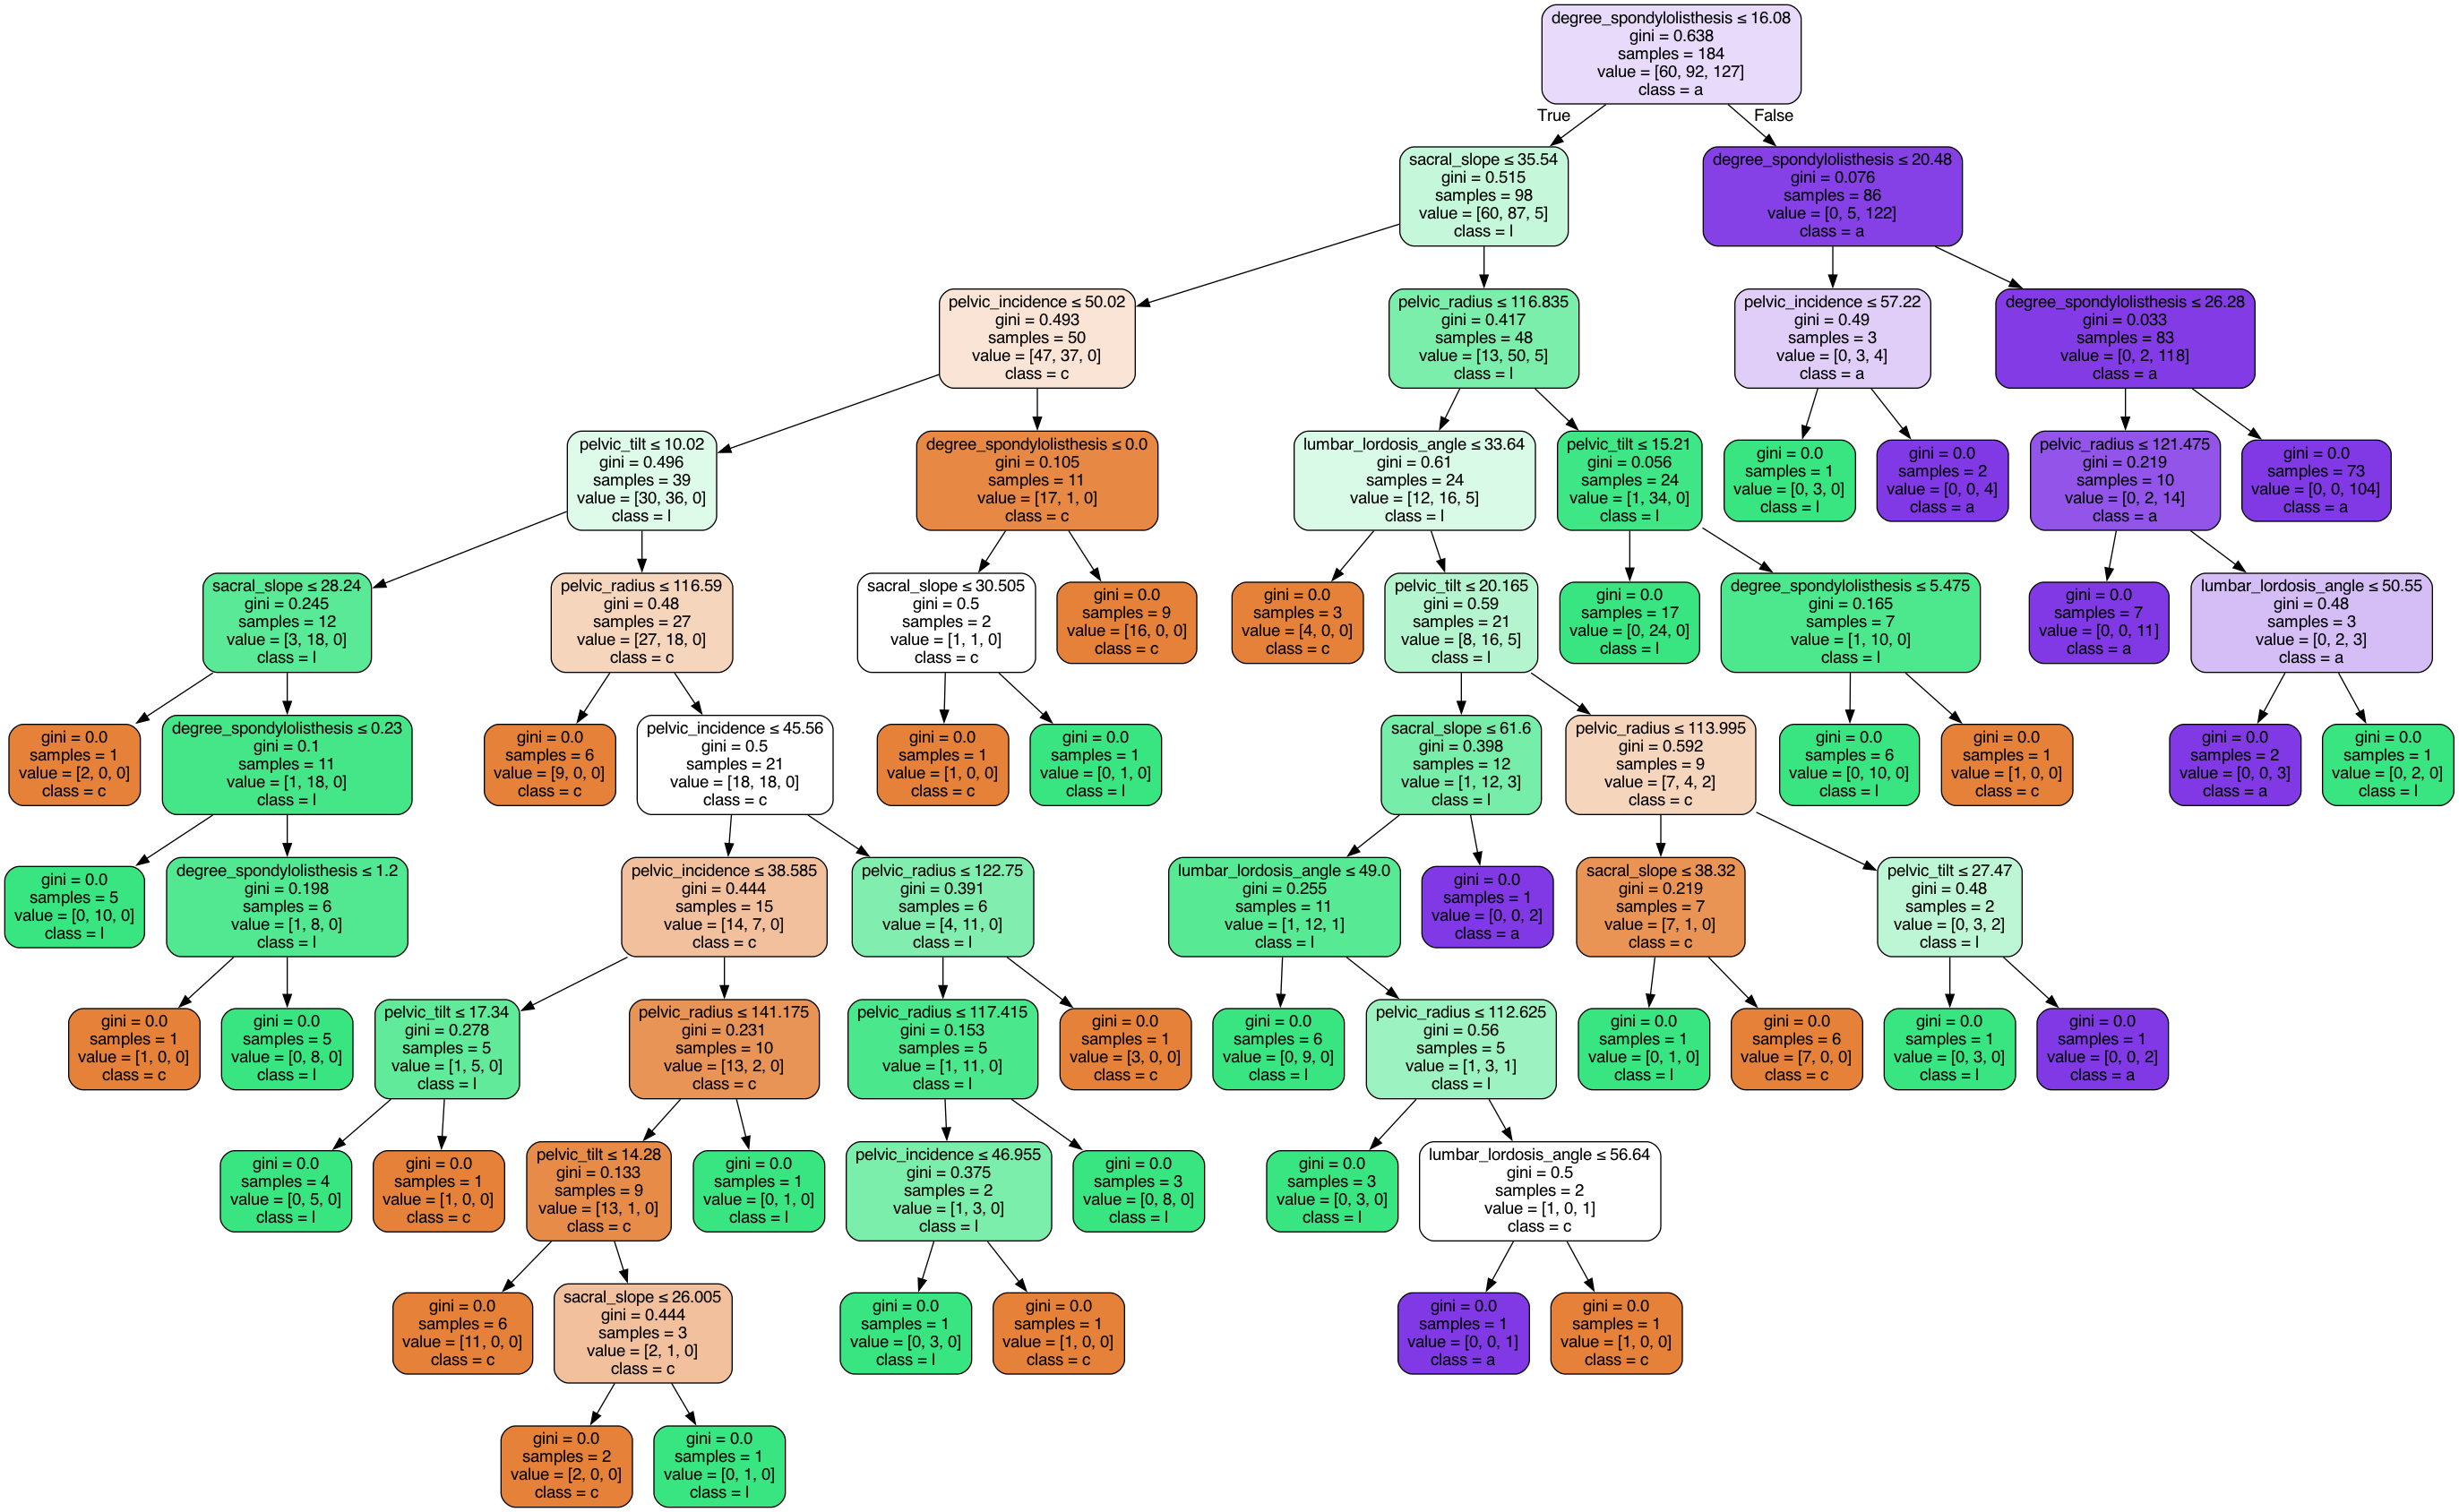 degree_spondylolisthesis ≤ 16.08
gini = 0.638
samples = 184
value = [60, 92, 127]
class = a
True
False
sacral_slope ≤ 35.54
gini = 0.515
samples = 98
value = [60, 87, 5]
class = l
degree_spondylolisthesis ≤ 20.48
gini = 0.076
samples = 86
value = [0, 5, 122]
class = a
pelvic_incidence ≤ 50.02
gini = 0.493
samples = 50
value = [47, 37, 0]
class = c
pelvic_radius ≤ 116.835
gini = 0.417
samples = 48
value = [13, 50, 5]
class = l
pelvic_incidence ≤ 57.22
gini = 0.49
samples = 3
value = [0, 3, 4]
class = a
degree_spondylolisthesis ≤ 26.28
gini = 0.033
samples = 83
value = [0, 2, 118]
class = a
pelvic_tilt ≤ 10.02
gini = 0.496
samples = 39
value = [30, 36, 0]
class = l
degree_spondylolisthesis ≤ 0.0
gini = 0.105
samples = 11
value = [17, 1, 0]
class = c
lumbar_lordosis_angle ≤ 33.64
gini = 0.61
samples = 24
value = [12, 16, 5]
class = l
pelvic_tilt ≤ 15.21
gini = 0.056
samples = 24
value = [1, 34, 0]
class = l
gini = 0.0
samples = 1
value = [0, 3, 0]
class = l
gini = 0.0
samples = 2
value = [0, 0, 4]
class = a
pelvic_radius ≤ 121.475
gini = 0.219
samples = 10
value = [0, 2, 14]
class = a
gini = 0.0
samples = 73
value = [0, 0, 104]
class = a
sacral_slope ≤ 28.24
gini = 0.245
samples = 12
value = [3, 18, 0]
class = l
pelvic_radius ≤ 116.59
gini = 0.48
samples = 27
value = [27, 18, 0]
class = c
sacral_slope ≤ 30.505
gini = 0.5
samples = 2
value = [1, 1, 0]
class = c
gini = 0.0
samples = 9
value = [16, 0, 0]
class = c
gini = 0.0
samples = 3
value = [4, 0, 0]
class = c
pelvic_tilt ≤ 20.165
gini = 0.59
samples = 21
value = [8, 16, 5]
class = l
gini = 0.0
samples = 17
value = [0, 24, 0]
class = l
degree_spondylolisthesis ≤ 5.475
gini = 0.165
samples = 7
value = [1, 10, 0]
class = l
gini = 0.0
samples = 7
value = [0, 0, 11]
class = a
lumbar_lordosis_angle ≤ 50.55
gini = 0.48
samples = 3
value = [0, 2, 3]
class = a
gini = 0.0
samples = 1
value = [2, 0, 0]
class = c
degree_spondylolisthesis ≤ 0.23
gini = 0.1
samples = 11
value = [1, 18, 0]
class = l
gini = 0.0
samples = 6
value = [9, 0, 0]
class = c
pelvic_incidence ≤ 45.56
gini = 0.5
samples = 21
value = [18, 18, 0]
class = c
gini = 0.0
samples = 1
value = [1, 0, 0]
class = c
gini = 0.0
samples = 1
value = [0, 1, 0]
class = l
sacral_slope ≤ 61.6
gini = 0.398
samples = 12
value = [1, 12, 3]
class = l
pelvic_radius ≤ 113.995
gini = 0.592
samples = 9
value = [7, 4, 2]
class = c
gini = 0.0
samples = 6
value = [0, 10, 0]
class = l
gini = 0.0
samples = 1
value = [1, 0, 0]
class = c
gini = 0.0
samples = 2
value = [0, 0, 3]
class = a
gini = 0.0
samples = 1
value = [0, 2, 0]
class = l
gini = 0.0
samples = 5
value = [0, 10, 0]
class = l
degree_spondylolisthesis ≤ 1.2
gini = 0.198
samples = 6
value = [1, 8, 0]
class = l
pelvic_incidence ≤ 38.585
gini = 0.444
samples = 15
value = [14, 7, 0]
class = c
pelvic_radius ≤ 122.75
gini = 0.391
samples = 6
value = [4, 11, 0]
class = l
lumbar_lordosis_angle ≤ 49.0
gini = 0.255
samples = 11
value = [1, 12, 1]
class = l
gini = 0.0
samples = 1
value = [0, 0, 2]
class = a
sacral_slope ≤ 38.32
gini = 0.219
samples = 7
value = [7, 1, 0]
class = c
pelvic_tilt ≤ 27.47
gini = 0.48
samples = 2
value = [0, 3, 2]
class = l
gini = 0.0
samples = 1
value = [1, 0, 0]
class = c
gini = 0.0
samples = 5
value = [0, 8, 0]
class = l
pelvic_tilt ≤ 17.34
gini = 0.278
samples = 5
value = [1, 5, 0]
class = l
pelvic_radius ≤ 141.175
gini = 0.231
samples = 10
value = [13, 2, 0]
class = c
pelvic_radius ≤ 117.415
gini = 0.153
samples = 5
value = [1, 11, 0]
class = l
gini = 0.0
samples = 1
value = [3, 0, 0]
class = c
gini = 0.0
samples = 6
value = [0, 9, 0]
class = l
pelvic_radius ≤ 112.625
gini = 0.56
samples = 5
value = [1, 3, 1]
class = l
gini = 0.0
samples = 1
value = [0, 1, 0]
class = l
gini = 0.0
samples = 6
value = [7, 0, 0]
class = c
gini = 0.0
samples = 1
value = [0, 3, 0]
class = l
gini = 0.0
samples = 1
value = [0, 0, 2]
class = a
gini = 0.0
samples = 4
value = [0, 5, 0]
class = l
gini = 0.0
samples = 1
value = [1, 0, 0]
class = c
pelvic_tilt ≤ 14.28
gini = 0.133
samples = 9
value = [13, 1, 0]
class = c
gini = 0.0
samples = 1
value = [0, 1, 0]
class = l
pelvic_incidence ≤ 46.955
gini = 0.375
samples = 2
value = [1, 3, 0]
class = l
gini = 0.0
samples = 3
value = [0, 8, 0]
class = l
gini = 0.0
samples = 3
value = [0, 3, 0]
class = l
lumbar_lordosis_angle ≤ 56.64
gini = 0.5
samples = 2
value = [1, 0, 1]
class = c
gini = 0.0
samples = 6
value = [11, 0, 0]
class = c
sacral_slope ≤ 26.005
gini = 0.444
samples = 3
value = [2, 1, 0]
class = c
gini = 0.0
samples = 1
value = [0, 3, 0]
class = l
gini = 0.0
samples = 1
value = [1, 0, 0]
class = c
gini = 0.0
samples = 1
value = [0, 0, 1]
class = a
gini = 0.0
samples = 1
value = [1, 0, 0]
class = c
gini = 0.0
samples = 2
value = [2, 0, 0]
class = c
gini = 0.0
samples = 1
value = [0, 1, 0]
class = l